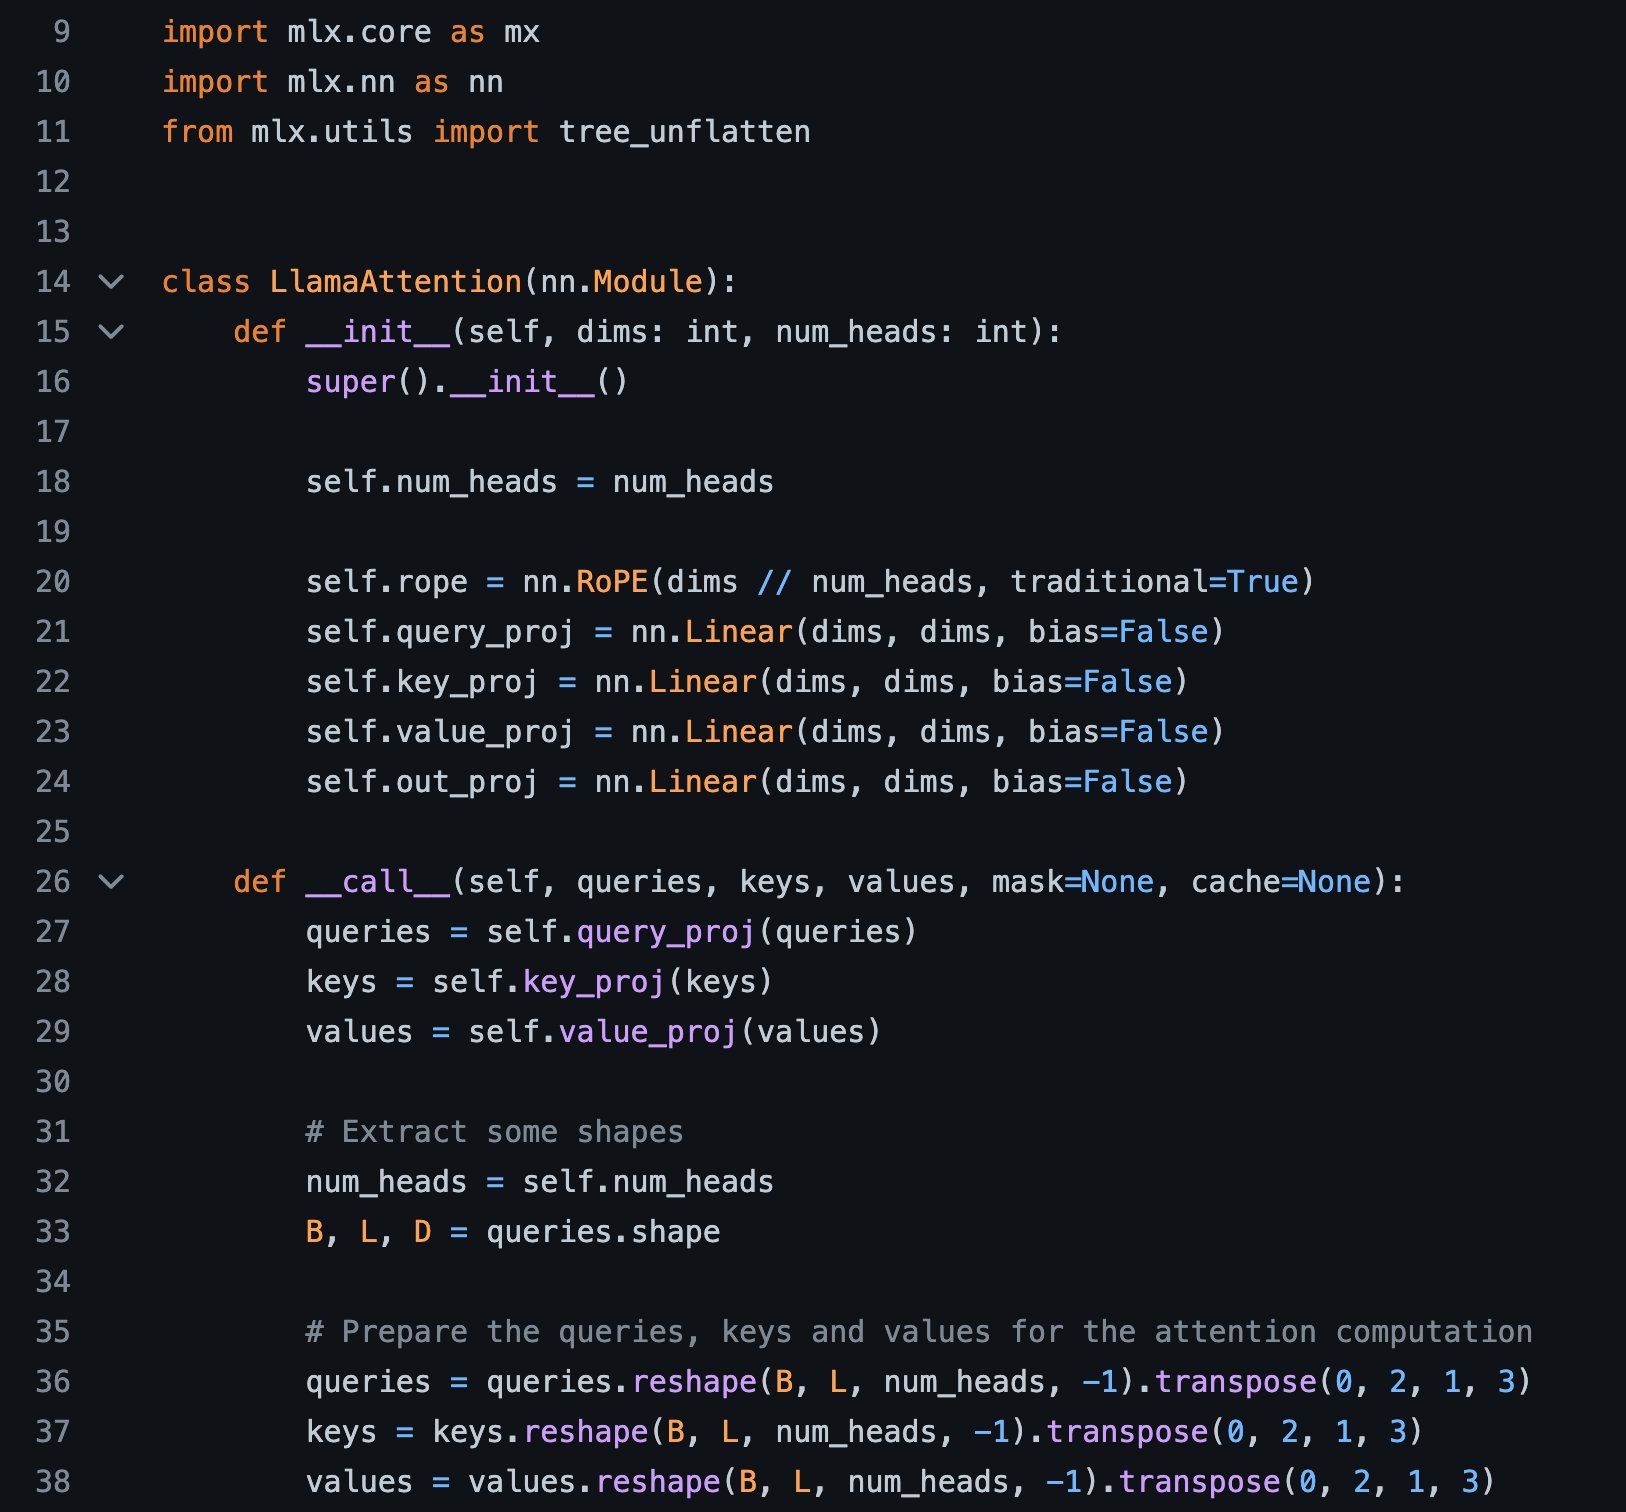 9 import mlx.core as mx
10 import mlx.nn as nn
11 from mlx.utils import tree_unflatten
12
13
14 class LlamaAttention(nn.Module):
15     def __init__(self, dims: int, num_heads: int):
16         super().__init__()
17
18         self.num_heads = num_heads
19
20         self.rope = nn.RoPE(dims // num_heads, traditional=True)
21         self.query_proj = nn.Linear(dims, dims, bias=False)
22         self.key_proj = nn.Linear(dims, dims, bias=False)
23         self.value_proj = nn.Linear(dims, dims, bias=False)
24         self.out_proj = nn.Linear(dims, dims, bias=False)
25
26     def __call__(self, queries, keys, values, mask=None, cache=None):
27         queries = self.query_proj(queries)
28         keys = self.key_proj(keys)
29         values = self.value_proj(values)
30
31         # Extract some shapes
32         num_heads = self.num_heads
33         B, L, D = queries.shape
34
35         # Prepare the queries, keys and values for the attention computation
36         queries = queries.reshape(B, L, num_heads, -1).transpose(0, 2, 1, 3)
37         keys = keys.reshape(B, L, num_heads, -1).transpose(0, 2, 1, 3)
38         values = values.reshape(B, L, num_heads, -1).transpose(0, 2, 1, 3)